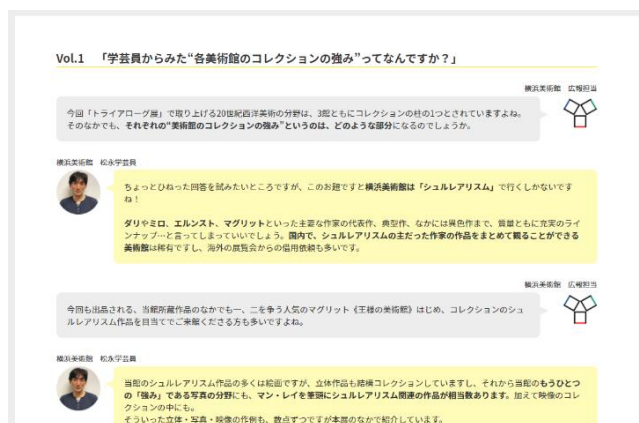 Vol.1 「学芸員からみた“各美術館のコレクションの強み”ってなんですか？」
横浜美術館 広報担当
今回「トライアローグ展」で取り上げる20世紀西洋美術の分野は、3館ともにコレクションの柱の1つとされていますよね。
そのなかでも、それぞれの“美術館のコレクションの強み”というのは、どのような部分になるのでしょうか。
横浜美術館 松永学芸員
ちょっとひねった回答を試みたいところですが、このお題ですと横浜美術館は「シュルレアリスム」で行くしかないです
ね！
ダリやミロ、エルンスト、マグリットといった主要な作家の代表作、典型作、なかには異色作まで、質量ともに充実のライ
ンナップ…と言ってしまっていいでしょう。国内で、シュルレアリスムの主だった作家の作品をまとめて観ることができる
美術館は稀有ですし、海外の展覧会からの借用依頼も多いです。
横浜美術館 広報担当
今回も出品される、当館所蔵作品のなかでも一、二を争う人気のマグリット《王様の美術館》はじめ、コレクションのシュ
ルレアリスム作品を目当てでご来館くださる方も多いですよね。
横浜美術館 松永学芸員
当館のシュルレアリスム作品の多くは絵画ですが、立体作品も結構コレクションしていますし、それから当館のもうひとつ
の「強み」である写真の分野にも、マン・レイを筆頭にシュルレアリスム関連の作品が相当数あります。加えて映像のコレ
クションの中にも。
そういった立体・写真・映像の作例も、数点ずつですが本展のなかで紹介しています。